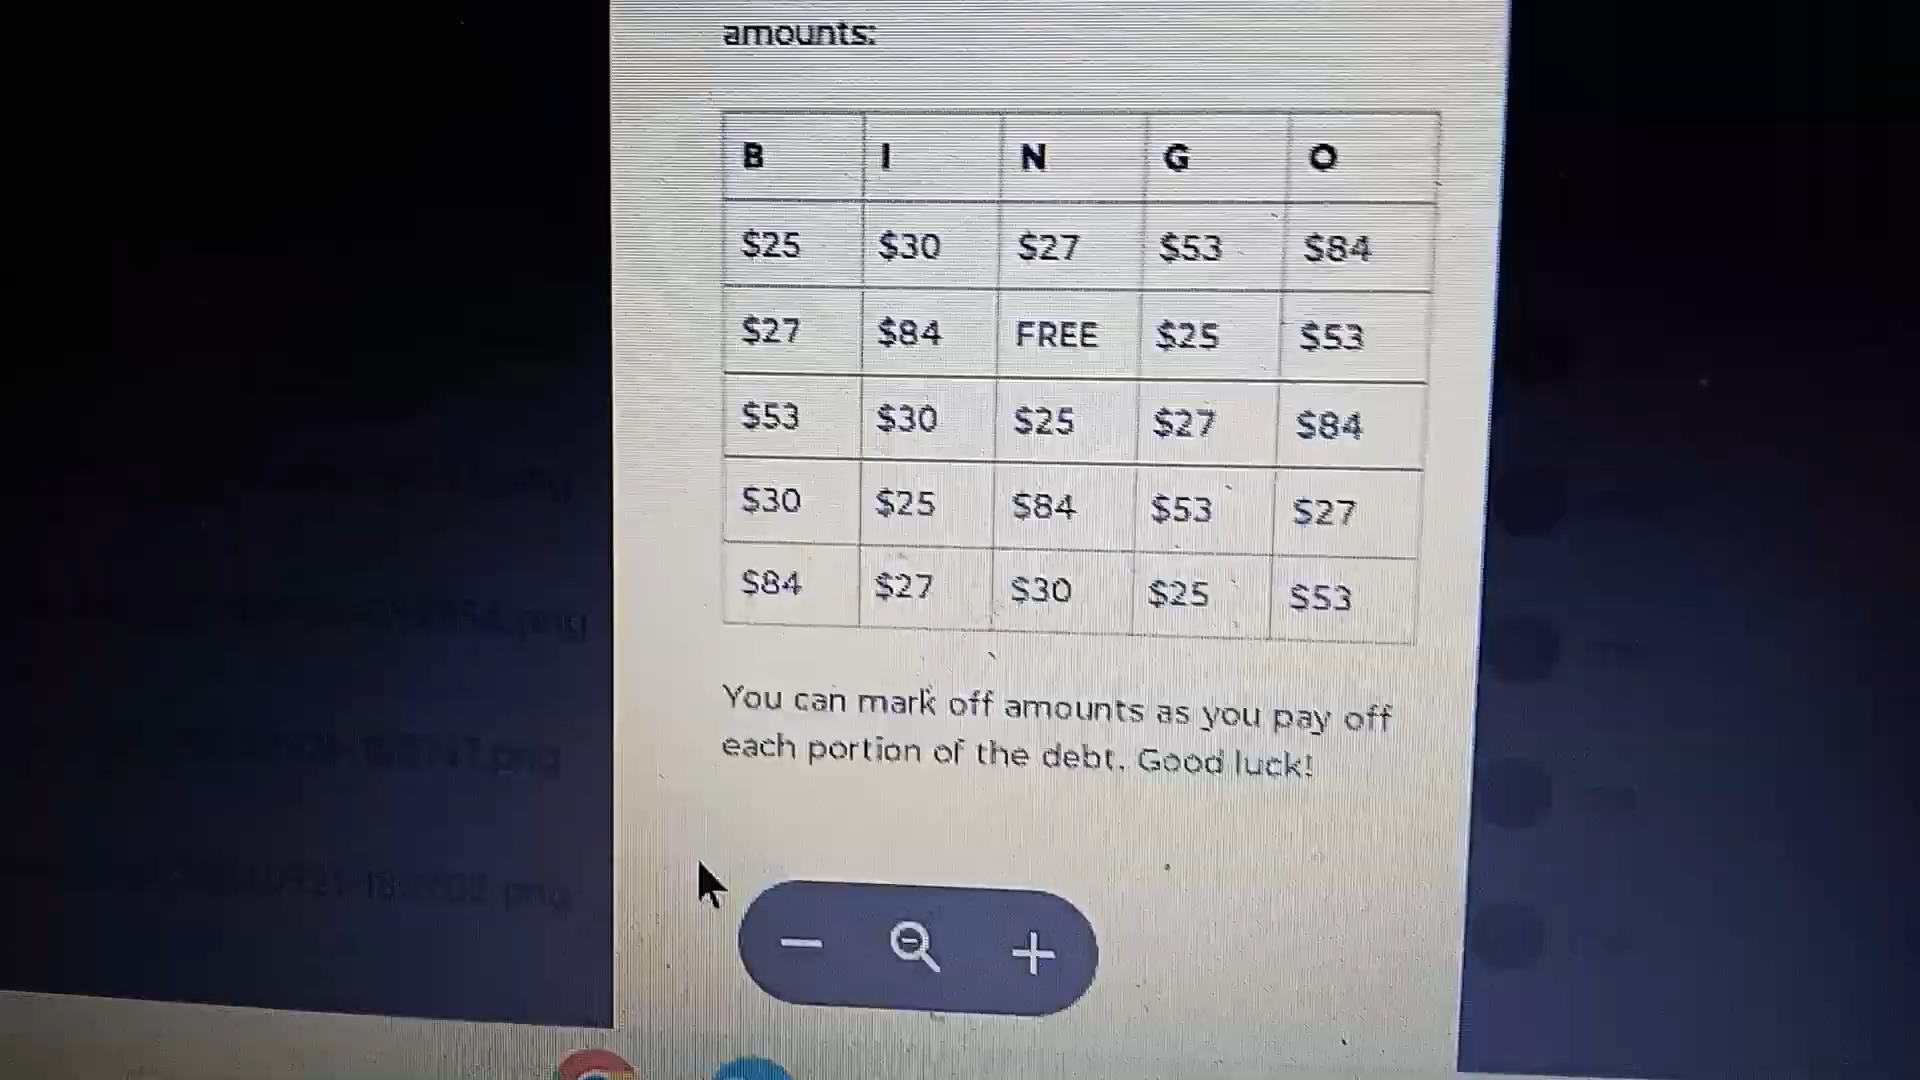 amounts:
B I N G O
$25 $30 $27 $53 $84
$27 $84 FREE $25 $53
$53 $30 $25 $27 $84
$30 $25 $84 $53 $27
$84 $27 $30 $25 $53
You can mark off amounts as you pay off
each portion of the debt. Good luck!